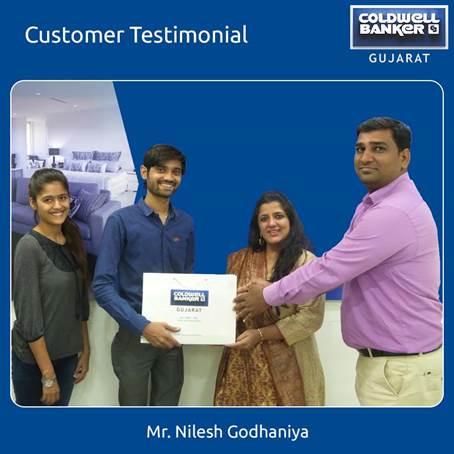 Customer Testimonial
COLDWELL
BANKER
GUJARAT
COLDWELL
BANKER
GUJARAT
Mr. Nilesh Godhaniya